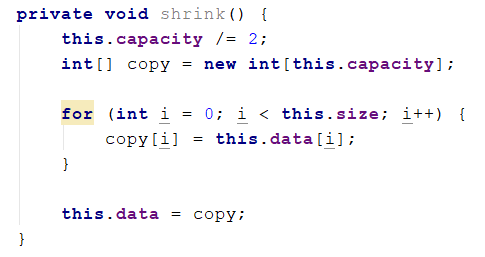 private void shrink() {
    this.capacity /= 2;
    int[] copy = new int[this.capacity];

    for (int i = 0; i < this.size; i++) {
        copy[i] = this.data[i];
    }

    this.data = copy;
}